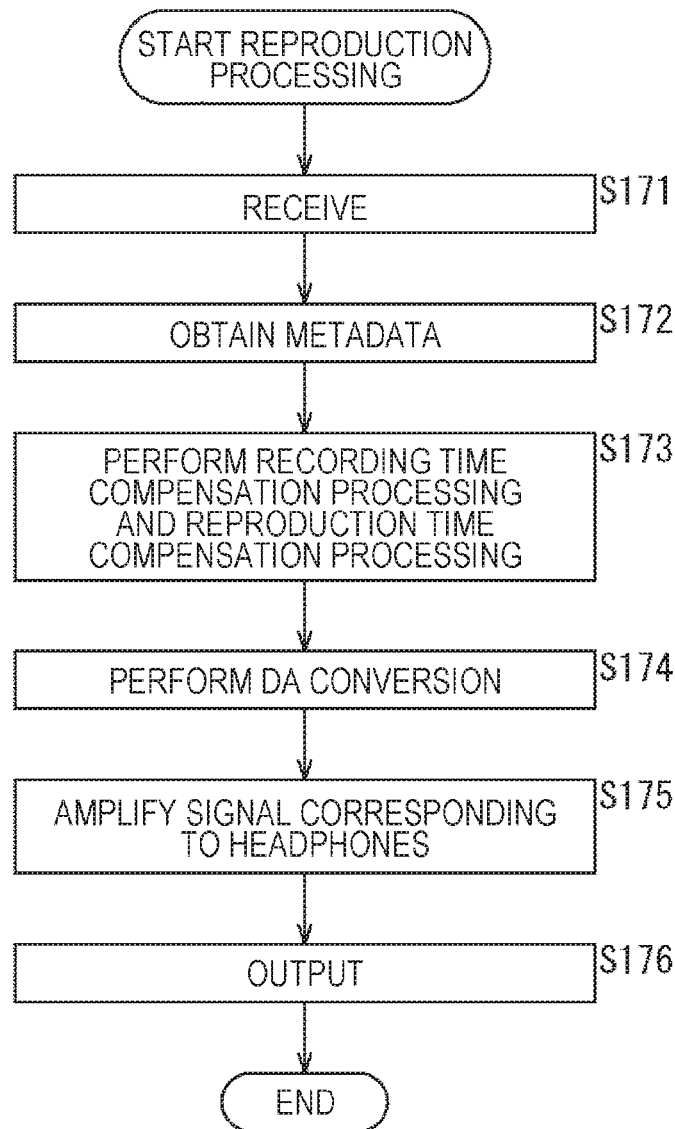 START REPRODUCTION
PROCESSING
S171
RECEIVE
S172
OBTAIN METADATA
S173
PERFORM RECORDING TIME
COMPENSATION PROCESSING
AND REPRODUCTION TIME
COMPENSATION PROCESSING
S174
PERFORM DA CONVERSION
S175
AMPLIFY SIGNAL CORRESPONDING
TO HEADPHONES
S176
OUTPUT
END